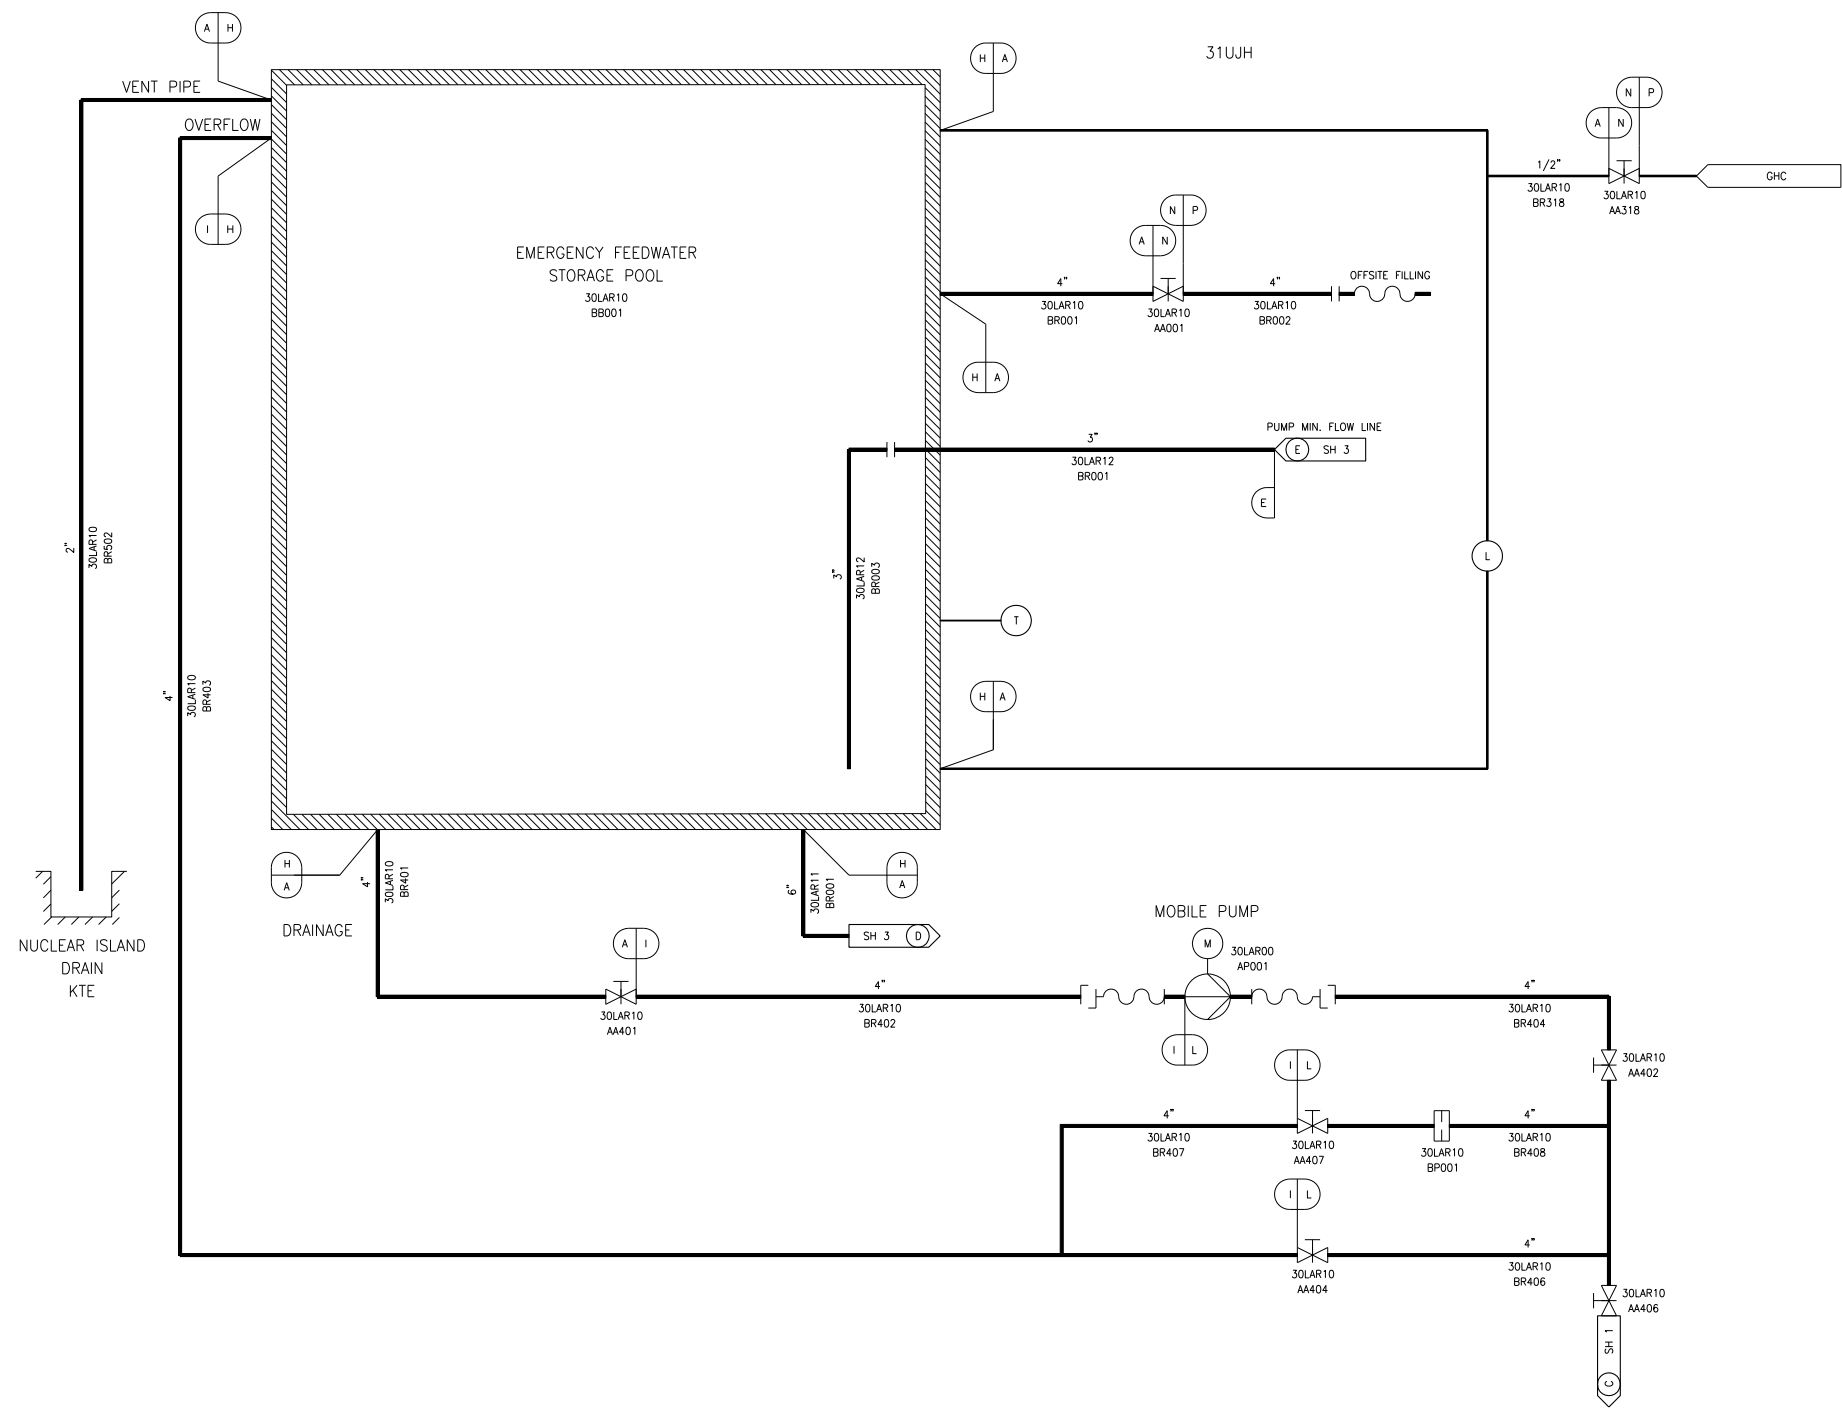 A H
H A
31UJH
N P
VENT PIPE
A N
OVERFLOW
1/2"
GHC
30LAR10
BR318
30LAR10
AA318
I H
N P
A N
EMERGENCY FEEDWATER
STORAGE POOL
30LAR10
BB001
OFFSITE FILLING
4"
4"
30LAR10
BR001
30LAR10
AA001
30LAR10
BR002
H A
PUMP MIN. FLOW LINE
3"
E SH 3
30LAR12
BR001
E
2"
30LAR10
BR502
3"
30LAR12
BR003
L
T
4"
30LAR10
BR403
H A
H
A
4"
30LAR10
BR401
6"
30LAR11
BR001
H
A
DRAINAGE
SH 3 D
NUCLEAR ISLAND
DRAIN
KTE
A I
MOBILE PUMP
M
30LAR00
AP001
4"
4"
30LAR10
AA401
30LAR10
BR402
30LAR10
BR404
I L
I L
30LAR10
AA402
4"
4"
30LAR10
BR407
30LAR10
AA407
30LAR10
BP001
30LAR10
BR408
I L
4"
30LAR10
AA404
30LAR10
BR406
30LAR10
AA406
SH 1
C